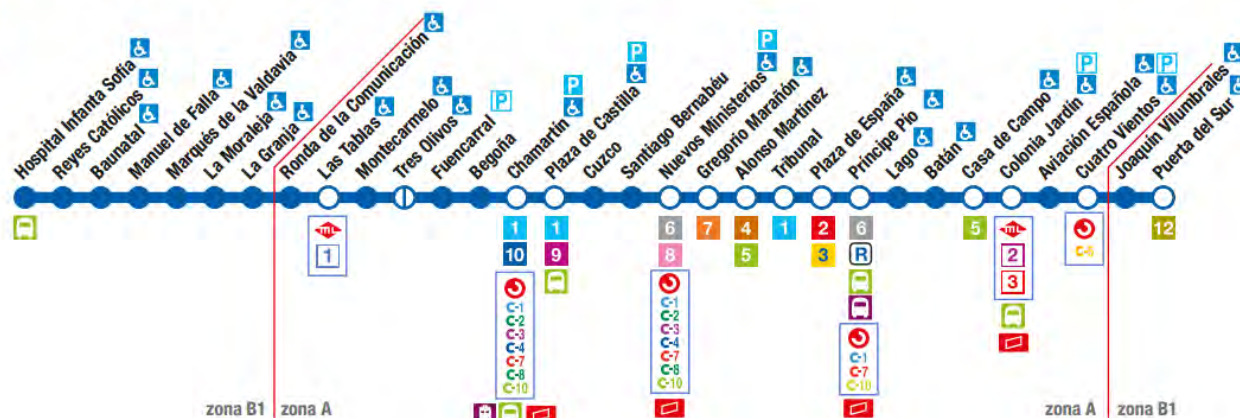 Hospital Infanta Sofía
Reyes Católicos
Baunatal
Manuel de Falla
Marqués de la Valdavia
La Moraleja
La Granja
Ronda de la Comunicación
Las Tablas
Montecarmelo
Tres Olivos
Fuencarral
P
Begoña
Chamartín
P
Plaza de Castilla
P
Cuzco
Santiago Bernabéu
Nuevos Ministerios
P
Gregorio Marañón
Alonso Martínez
Tribunal
Plaza de España
Príncipe Pío
Lago
Batán
Casa de Campo
Colonia Jardín
P
Aviación Española
Cuatro Vientos
P
Joaquín Vilumbrales
Puerta del Sur
ML
1
1
10
C-1
C-2
C-3
C-4
C-7
C-8
C-10
1
9
6
8
C-1
C-2
C-3
C-4
C-7
C-8
C-10
7
4
5
1
2
3
6
R
C-1
C-7
C-10
5
ML
2
3
12
zona B1
zona A
zona A
zona B1